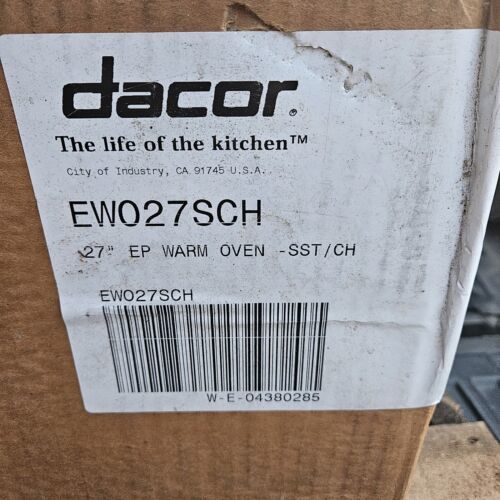 dacor.
The life of the kitchen™
City of Industry, CA 91745 U.S.A.
EWO27SCH
27" EP WARM OVEN -SST/CH
EWO27SCH
W-E-04380285